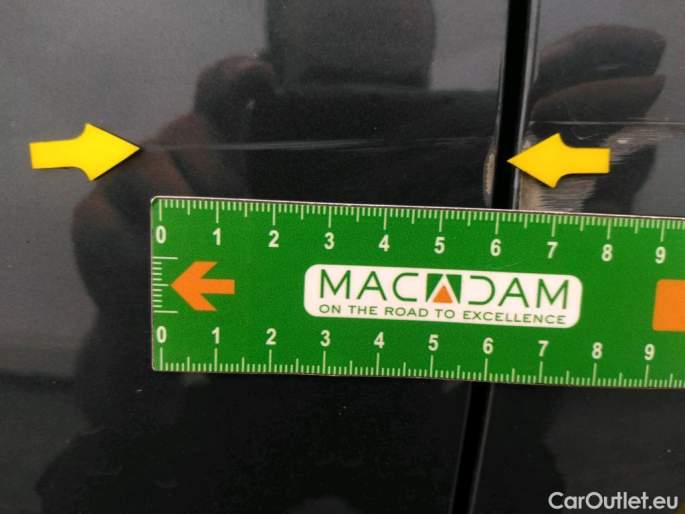 0 1 2 3 4 5 6 7 8 9
MACADAM
ON THE ROAD TO EXCELLENCE
0 1 2 3 4 5 6 7 8 9
CarOutlet.eu